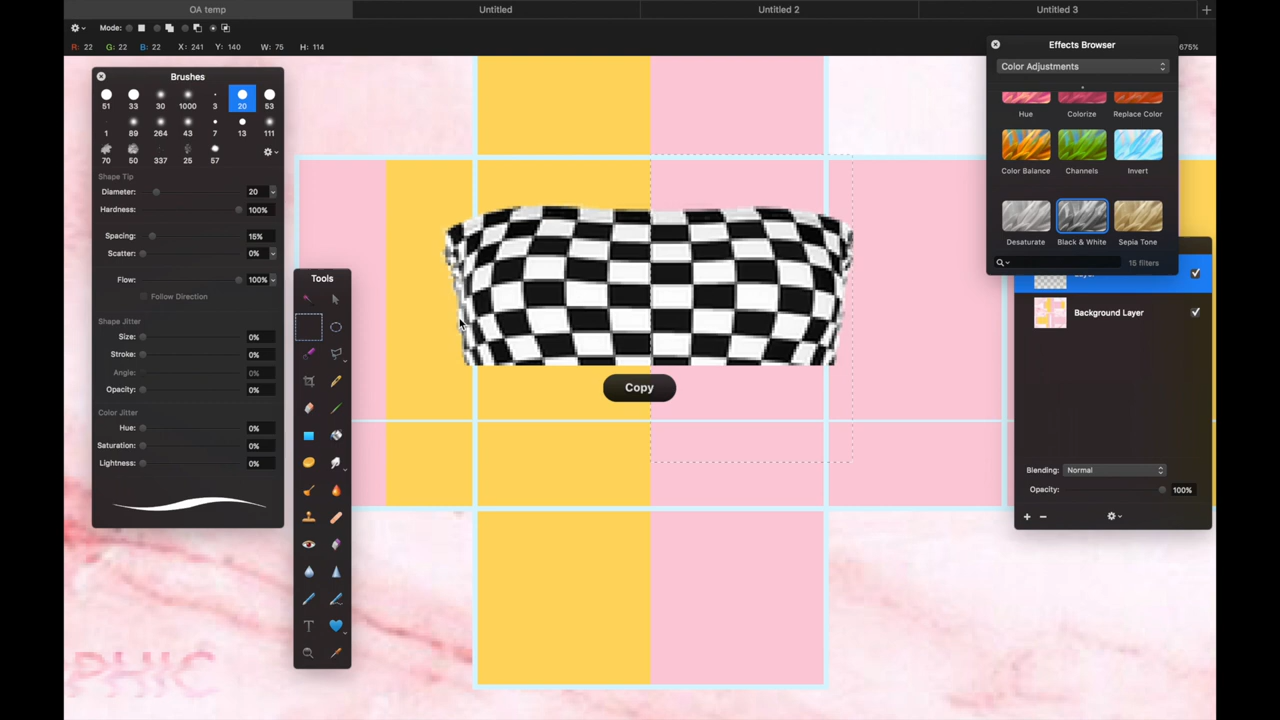 OA temp
Untitled
Untitled 2
Untitled 3
Mode:
R: 22 G: 22 B: 22 X: 241 Y: 140 W: 75 H: 114
675%
Brushes
51 33 30 1000 3 20 53
1 89 264 43 7 13 111
70 50 337 25 57
Shape Tip
Diameter: 20
Hardness: 100%
Spacing: 15%
Scatter: 0%
Flow: 100%
Follow Direction
Shape Jitter
Size: 0%
Stroke: 0%
Angle: 0%
Opacity: 0%
Color Jitter
Hue: 0%
Saturation: 0%
Lightness: 0%
Tools
T
Copy
Effects Browser
Color Adjustments
Hue Colorize Replace Color
Color Balance Channels Invert
Desaturate Black & White Sepia Tone
15 filters
Background Layer
Blending: Normal
Opacity: 100%
PHIC